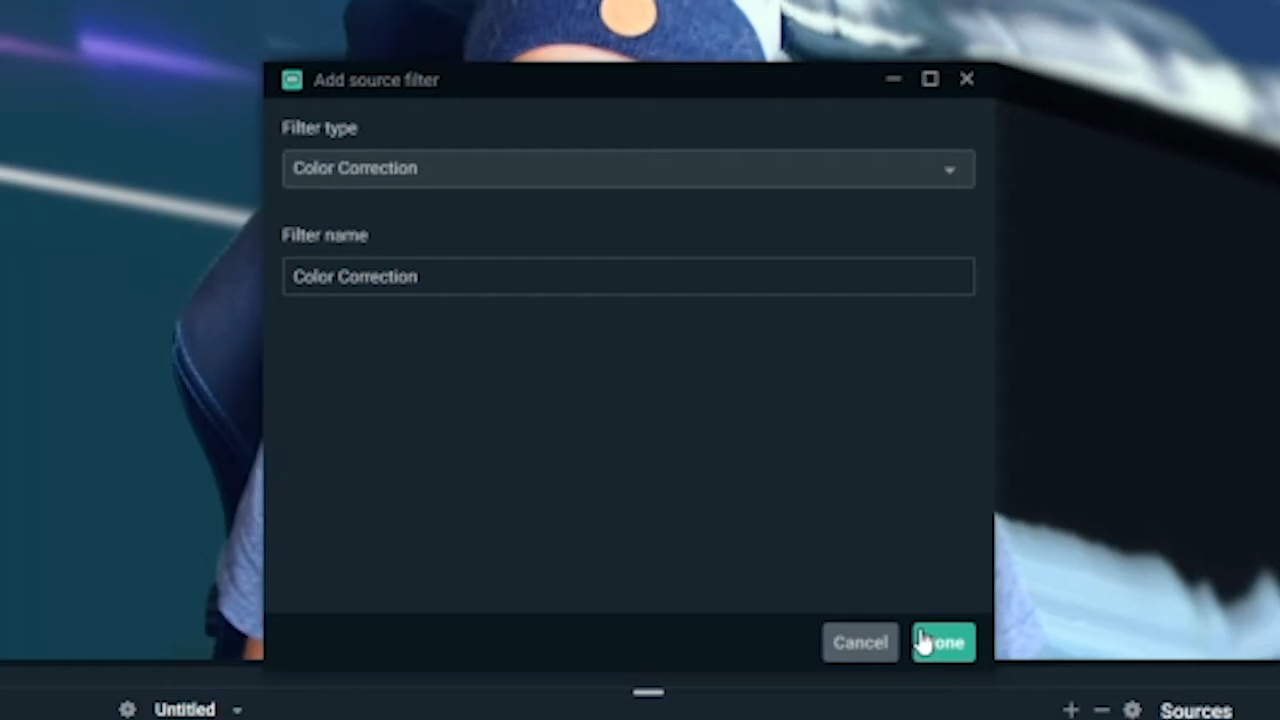 Add source filter
Filter type
Color Correction
Filter name
Color Correction
Cancel
Untitled
Sources